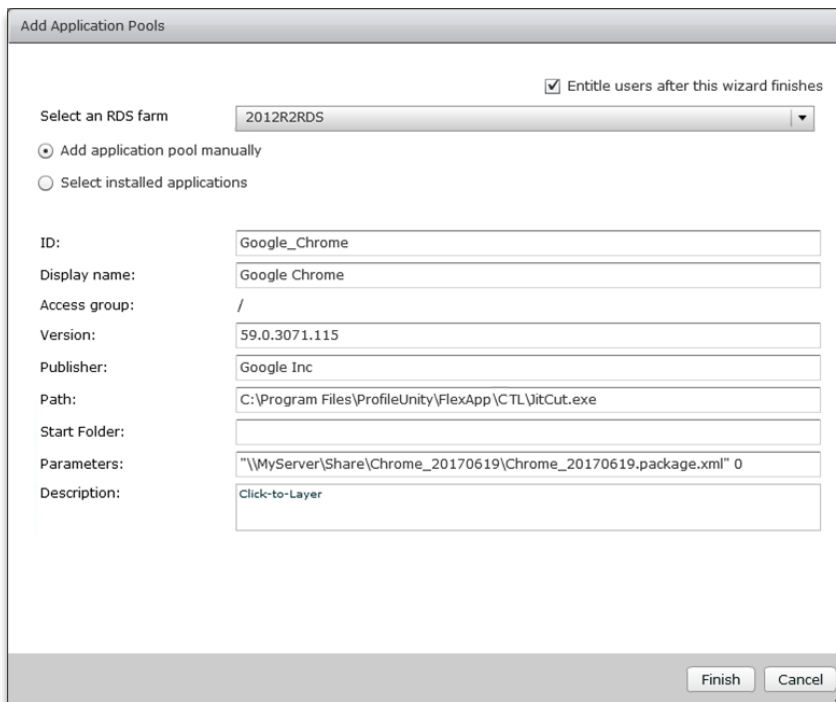 Add Application Pools
Entitle users after this wizard finishes
Select an RDS farm 2012R2RDS
Add application pool manually
Select installed applications
ID: Google_Chrome
Display name: Google Chrome
Access group: /
Version: 59.0.3071.115
Publisher: Google Inc
Path: C:\Program Files\ProfileUnity\FlexApp\CTL\JitCut.exe
Start Folder:
Parameters: "\\MyServer\Share\Chrome_20170619\Chrome_20170619.package.xml" 0
Description: Click-to-Layer
Finish Cancel